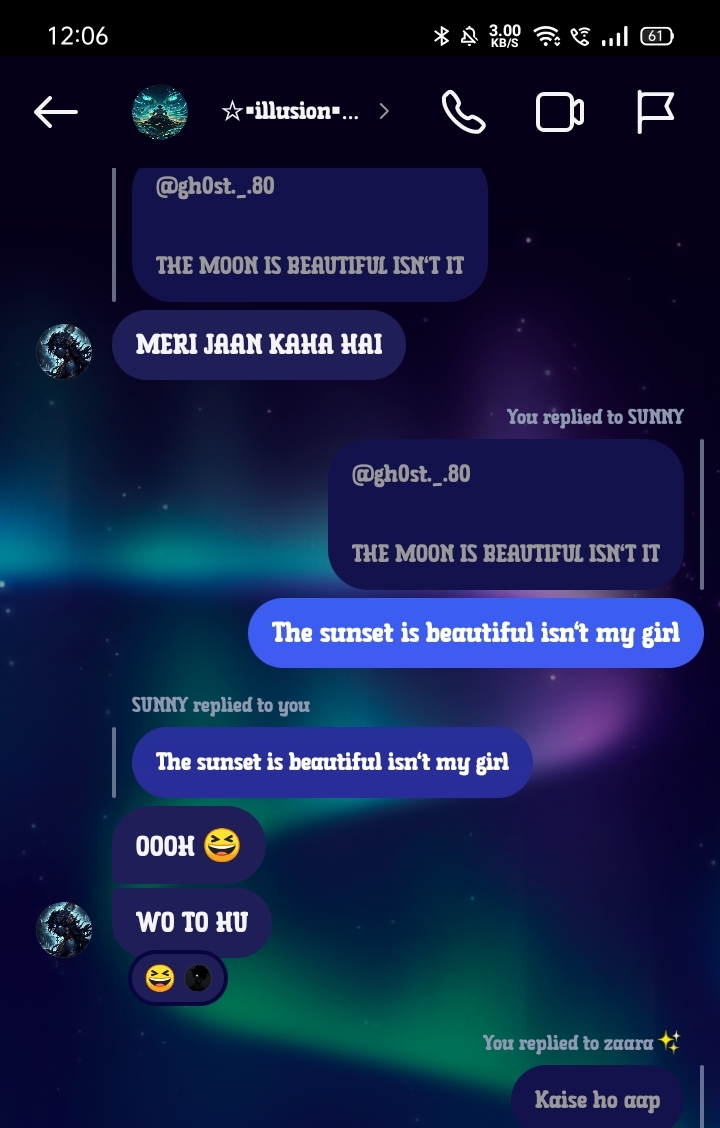 12:06
3.00
KB/S
61
☆▪illusion▪...
@gh0st._.80
THE MOON IS BEAUTIFUL ISN'T IT
MERI JAAN KAHA HAI
You replied to SUNNY
@gh0st._.80
THE MOON IS BEAUTIFUL ISN'T IT
The sunset is beautiful isn't my girl
SUNNY replied to you
The sunset is beautiful isn't my girl
OOOH 😆
WO TO HU
😆
You replied to zaara✨
Kaise ho aap